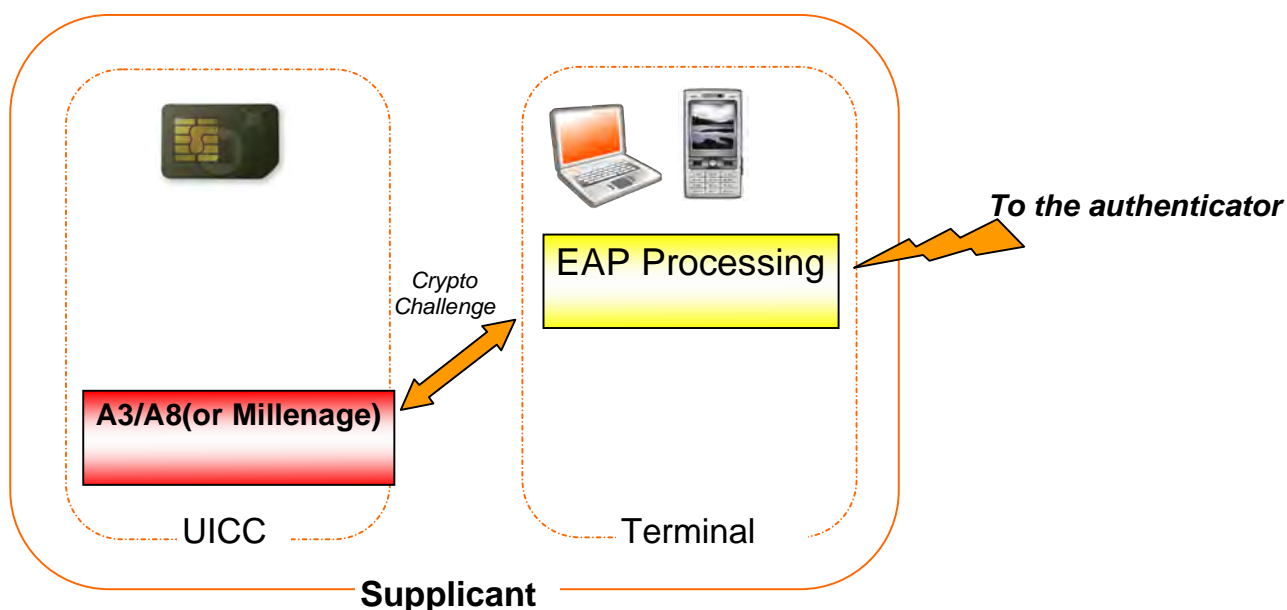 To the authenticator
EAP Processing
Crypto
Challenge
A3/A8(or Millenage)
UICC
Terminal
Supplicant